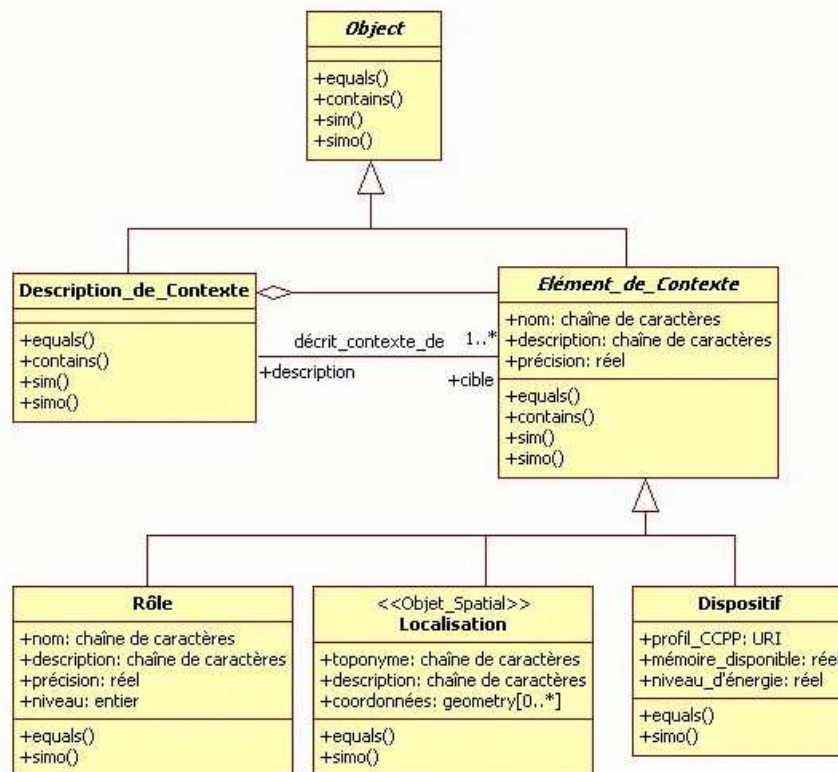 Object
+equals()
+contains()
+sim()
+simo()
Description_de_Contexte
+equals()
+contains()
+sim()
+simo()
décrit_contexte_de
1..*
+description
+cible
Elément_de_Contexte
+nom: chaîne de caractères
+description: chaîne de caractères
+précision: réel
+equals()
+contains()
+sim()
+simo()
Rôle
+nom: chaîne de caractères
+description: chaîne de caractères
+précision: réel
+niveau: entier
+equals()
+simo()
<<Objet_Spatial>>
Localisation
+toponyme: chaîne de caractères
+description: chaîne de caractères
+coordonnées: geometry[0..*]
+equals()
+simo()
Dispositif
+profil_CCPP: URI
+mémoire_disponible: réel
+niveau_d'énergie: réel
+equals()
+simo()